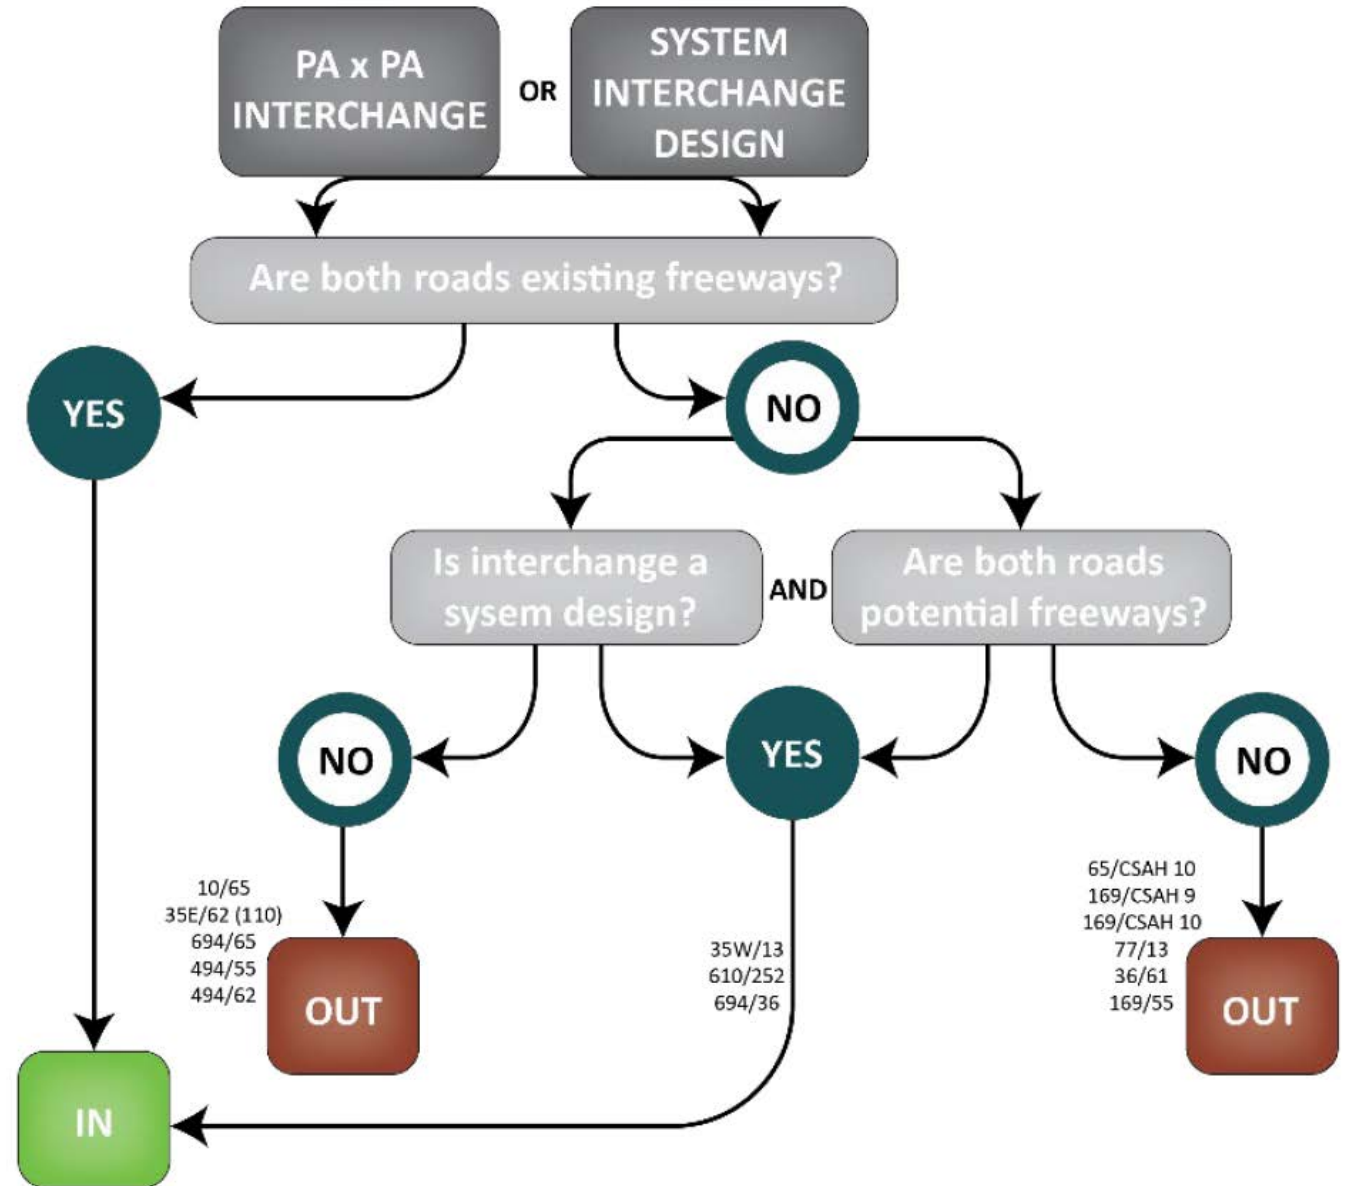 PA x PA
INTERCHANGE
OR
SYSTEM
INTERCHANGE
DESIGN
Are both roads existing freeways?
YES
NO
Is interchange a
sysem design?
AND
Are both roads
potential freeways?
NO
YES
NO
10/65
35E/62 (110)
694/65
494/55
494/62
OUT
35W/13
610/252
694/36
65/CSAH 10
169/CSAH 9
169/CSAH 10
77/13
36/61
169/55
OUT
IN